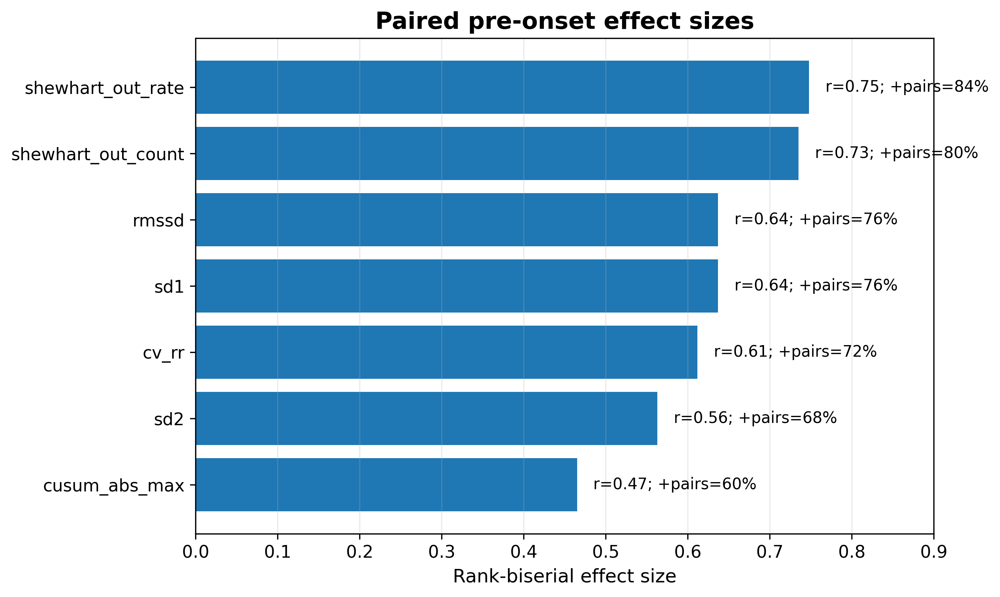 Paired pre-onset effect sizes
shewhart_out_rate
r=0.75; +pairs=84%
shewhart_out_count
r=0.73; +pairs=80%
rmssd
r=0.64; +pairs=76%
sd1
r=0.64; +pairs=76%
cv_rr
r=0.61; +pairs=72%
sd2
r=0.56; +pairs=68%
cusum_abs_max
r=0.47; +pairs=60%
0.0 0.1 0.2 0.3 0.4 0.5 0.6 0.7 0.8 0.9
Rank-biserial effect size